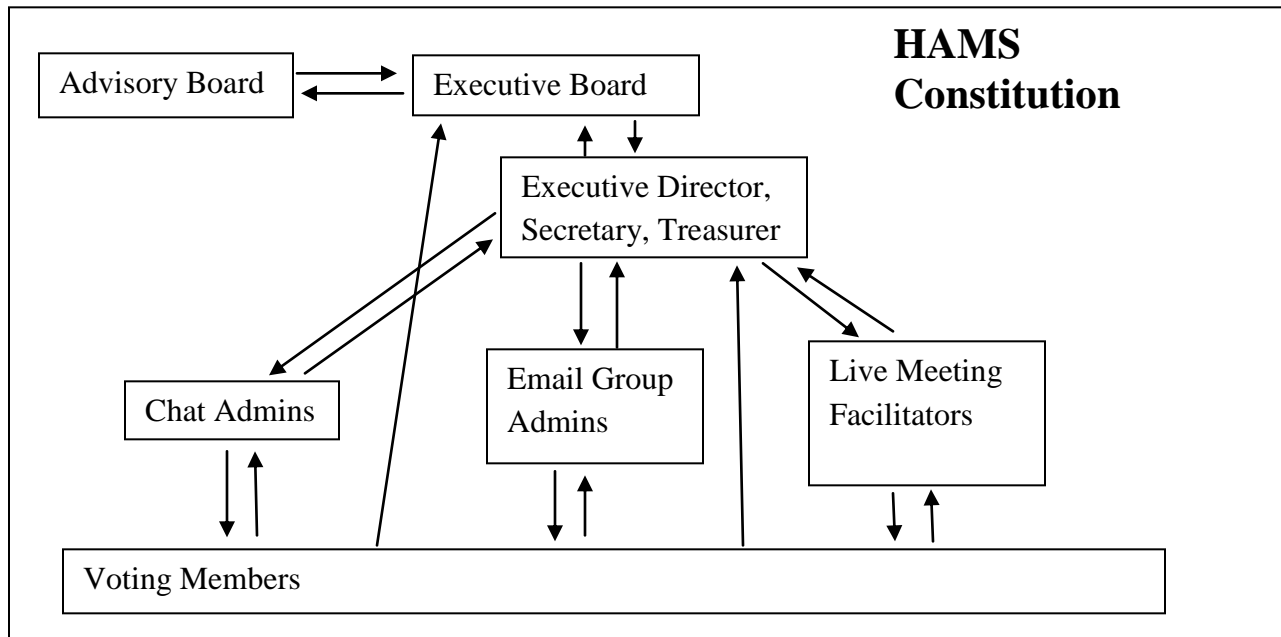 HAMS
Constitution
Advisory Board
Executive Board
Executive Director,
Secretary, Treasurer
Chat Admins
Email Group
Admins
Live Meeting
Facilitators
Voting Members